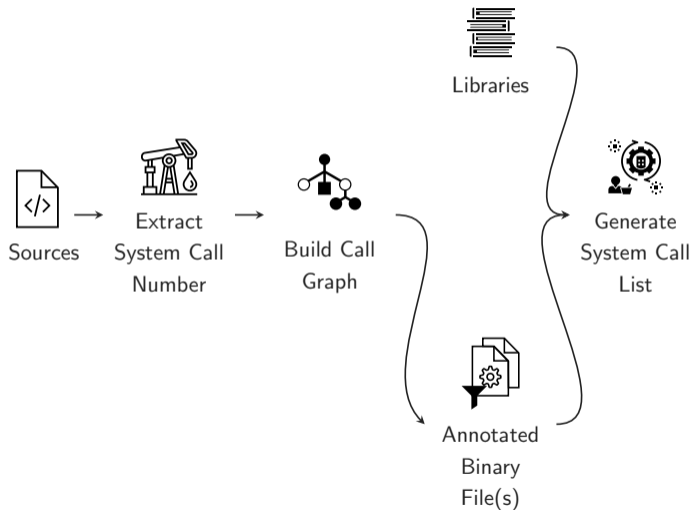 Libraries
Sources
Extract
System Call
Number
Build Call
Graph
Generate
System Call
List
Annotated
Binary
File(s)